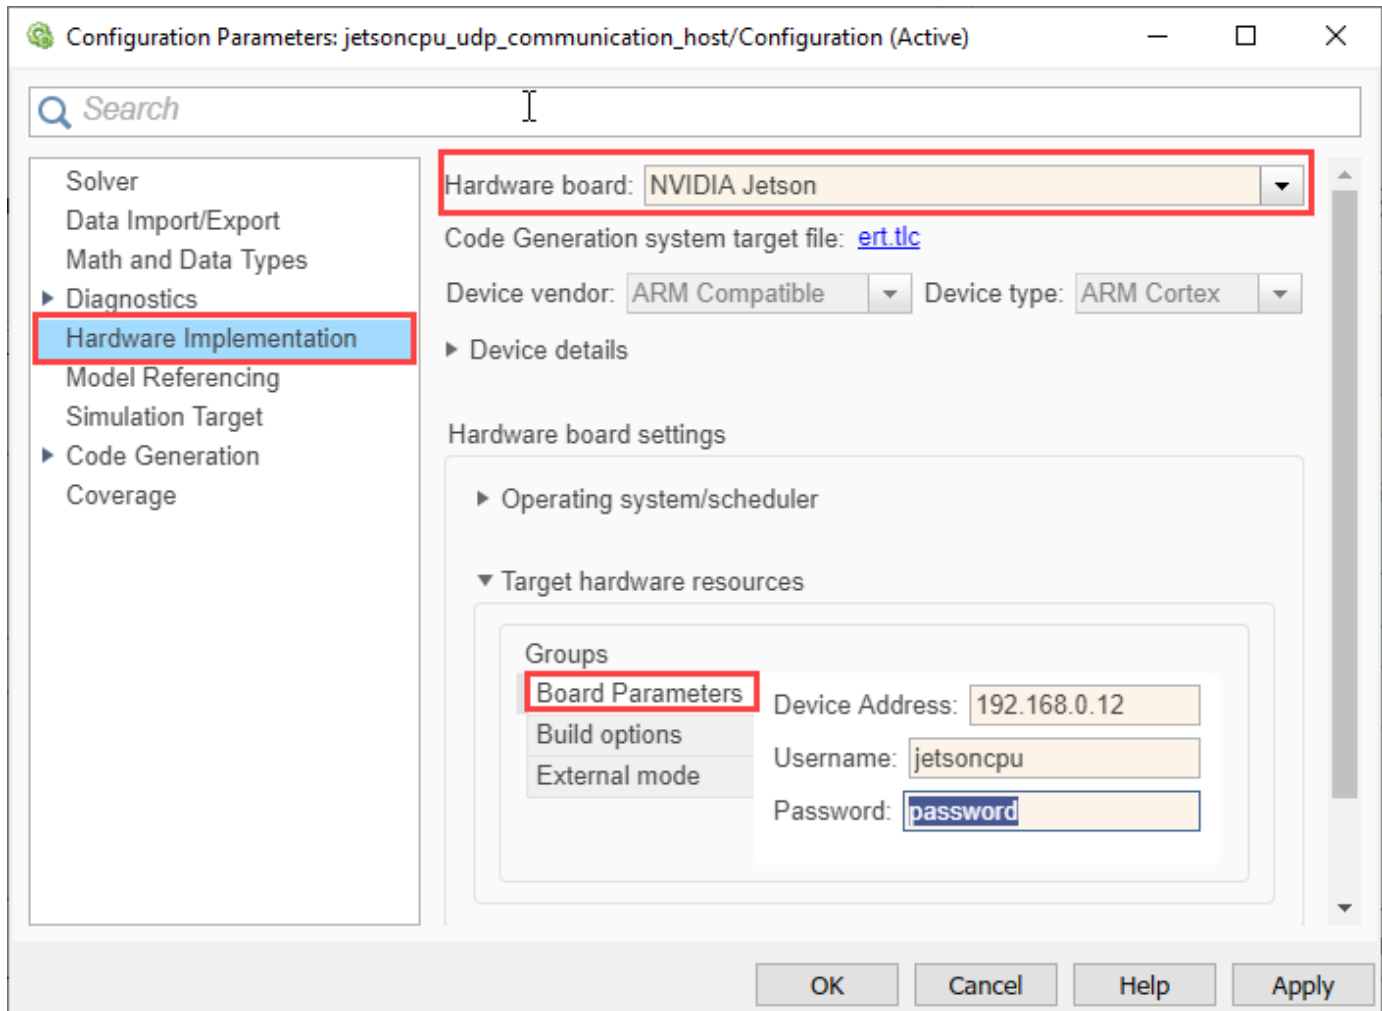 Configuration Parameters: jetsoncpu_udp_communication_host/Configuration (Active)
Search
Solver
Data Import/Export
Math and Data Types
Diagnostics
Hardware Implementation
Model Referencing
Simulation Target
Code Generation
Coverage
Hardware board: NVIDIA Jetson
Code Generation system target file: ert.tlc
Device vendor: ARM Compatible Device type: ARM Cortex
Device details
Hardware board settings
Operating system/scheduler
Target hardware resources
Groups
Board Parameters
Build options
External mode
Device Address: 192.168.0.12
Username: jetsoncpu
Password: password
OK Cancel Help Apply